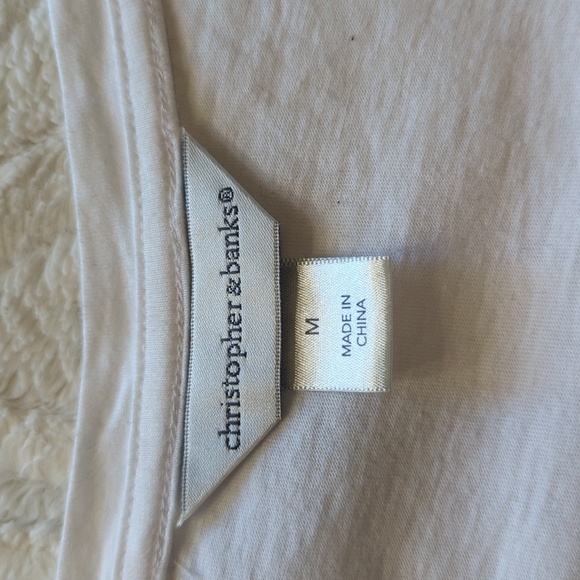 christopher & banks®
M
MADE IN
CHINA